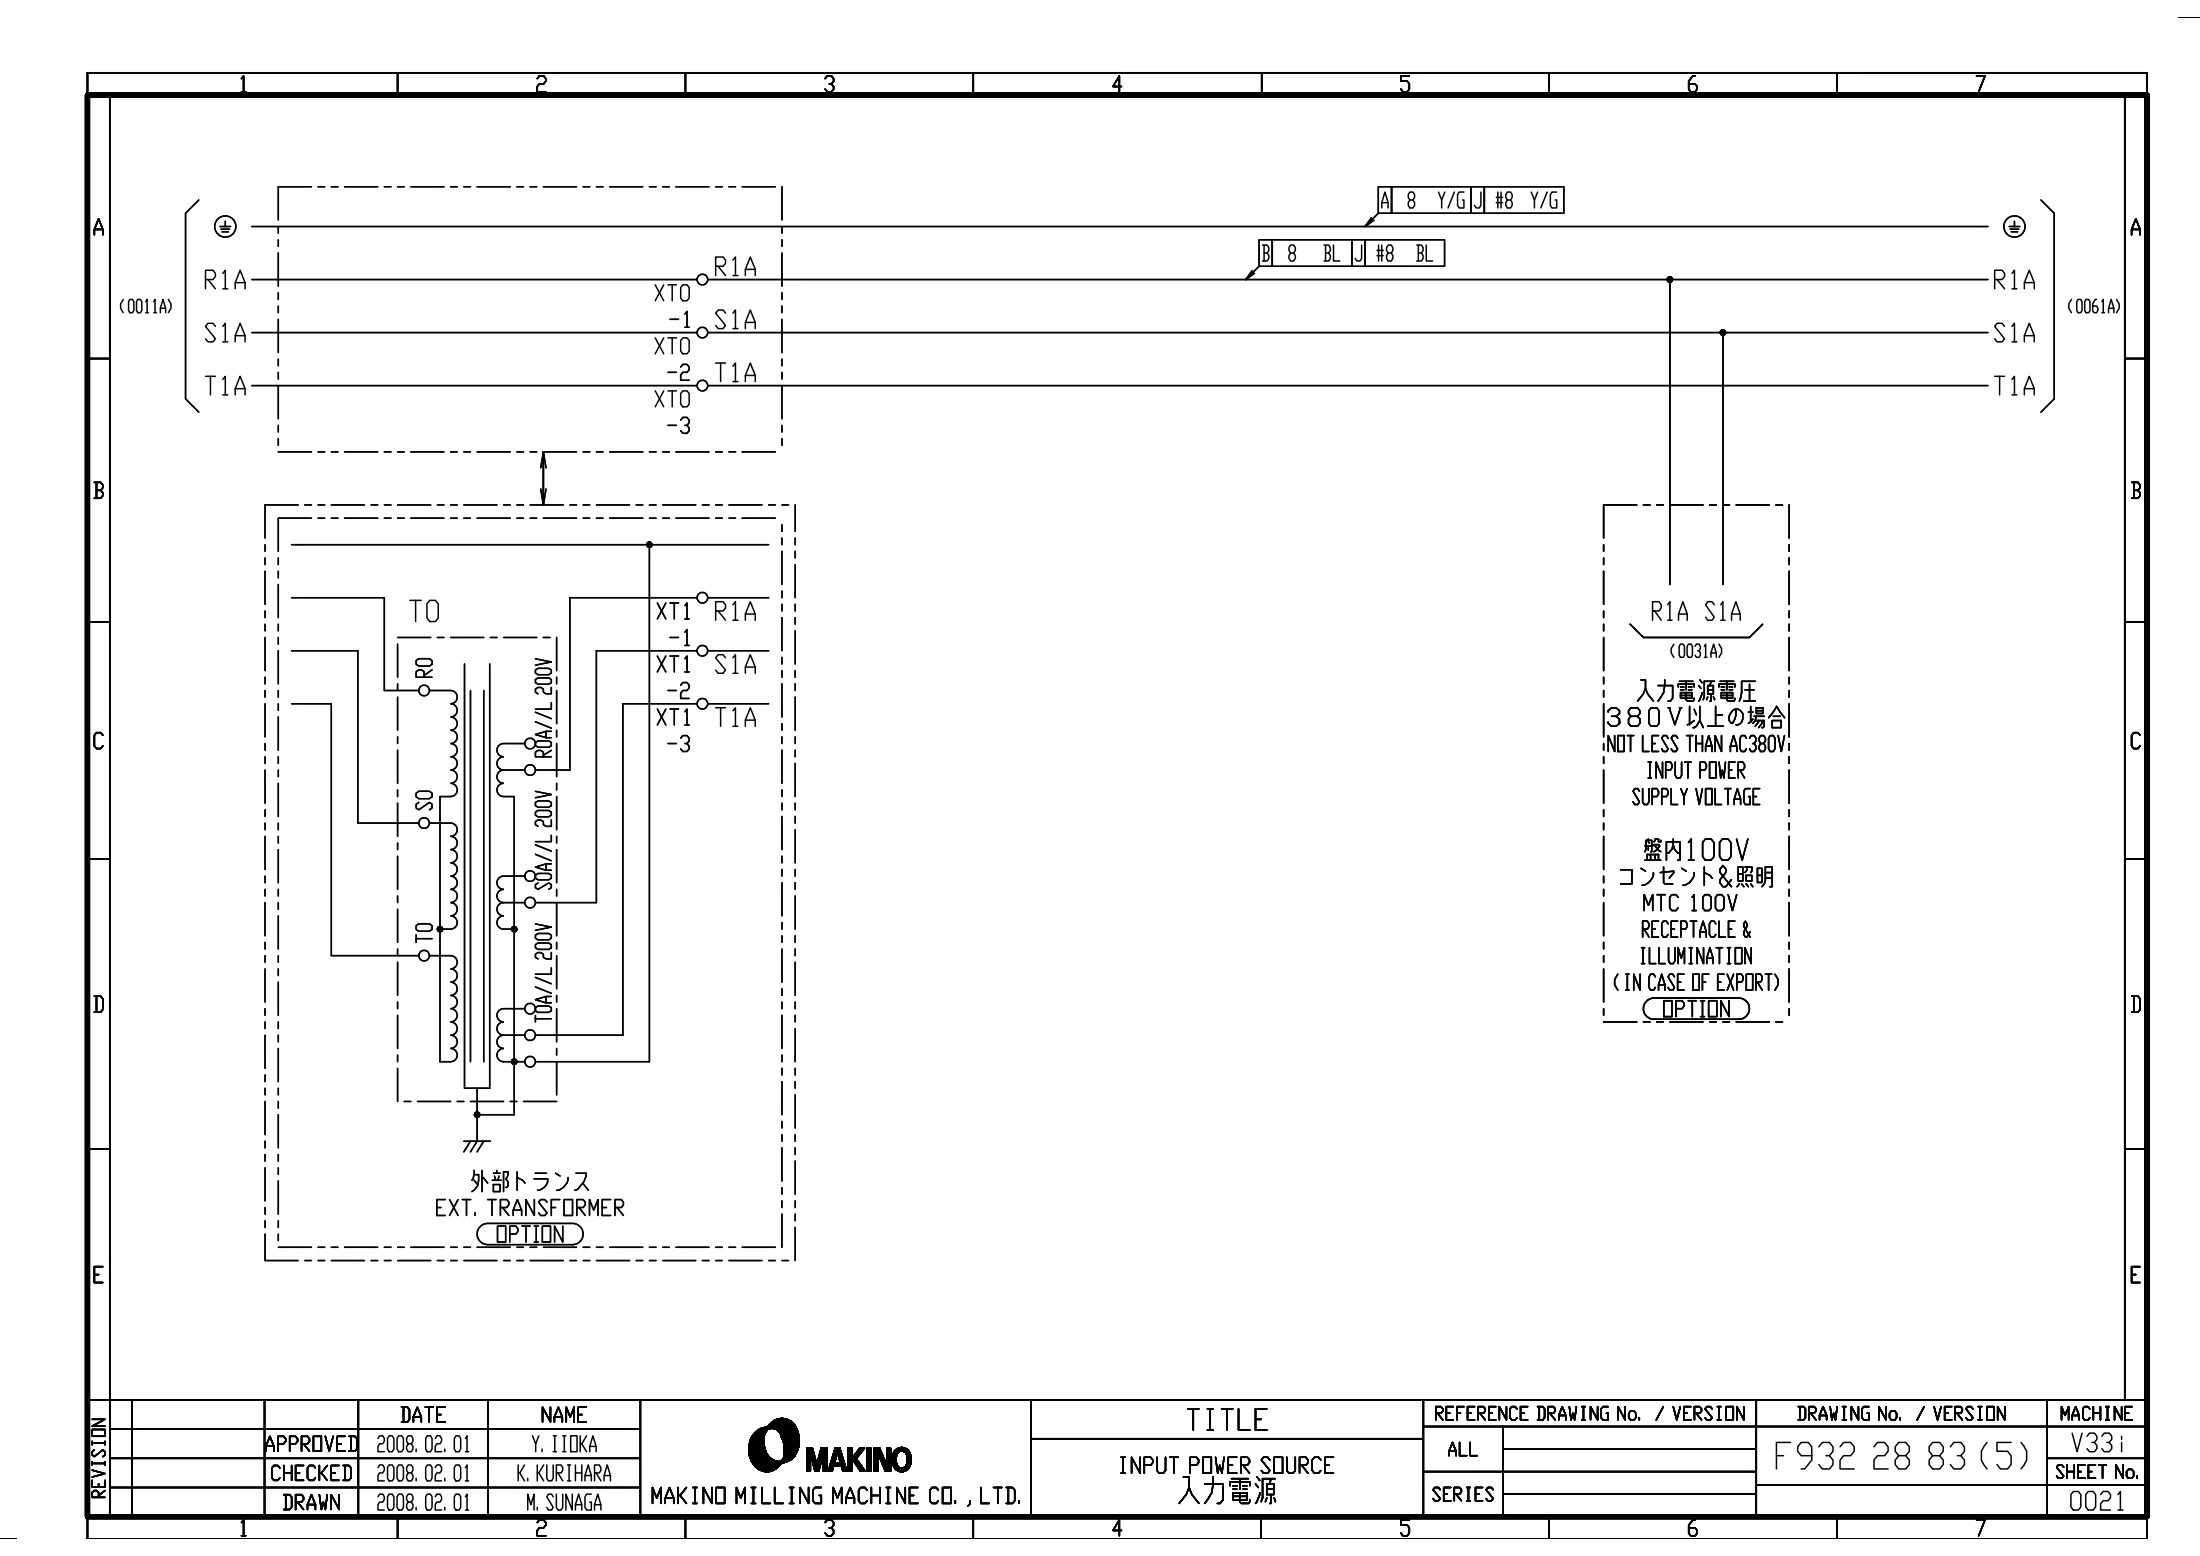 1 2 3 4 5 6 7
A
B
C
D
E
A
B
C
D
E
(0011A)
R1A
S1A
T1A
R1A
XT0
-1
S1A
XT0
-2
T1A
XT0
-3
A 8 Y/G J #8 Y/G
B 8 BL J #8 BL
R1A
S1A
T1A
(0061A)
T0
R0
S0
T0
R0A//L 200V
S0A//L 200V
T0A//L 200V
XT1
-1
R1A
XT1
-2
S1A
XT1
-3
T1A
外部トランス
EXT. TRANSFORMER
OPTION
R1A S1A
(0031A)
入力電源電圧
380V以上の場合
NOT LESS THAN AC380V
INPUT POWER
SUPPLY VOLTAGE
盤内100V
コンセント&照明
MTC 100V
RECEPTACLE &
ILLUMINATION
(IN CASE OF EXPORT)
OPTION
REVISION
DATE NAME
APPROVED 2008.02.01 Y. IIOKA
CHECKED 2008.02.01 K. KURIHARA
DRAWN 2008.02.01 M. SUNAGA
MAKINO
MAKINO MILLING MACHINE CO., LTD.
TITLE
INPUT POWER SOURCE
入力電源
REFERENCE DRAWING No. / VERSION
ALL
SERIES
DRAWING No. / VERSION
F932 28 83(5)
MACHINE
V33i
SHEET No.
0021
1 2 3 4 5 6 7